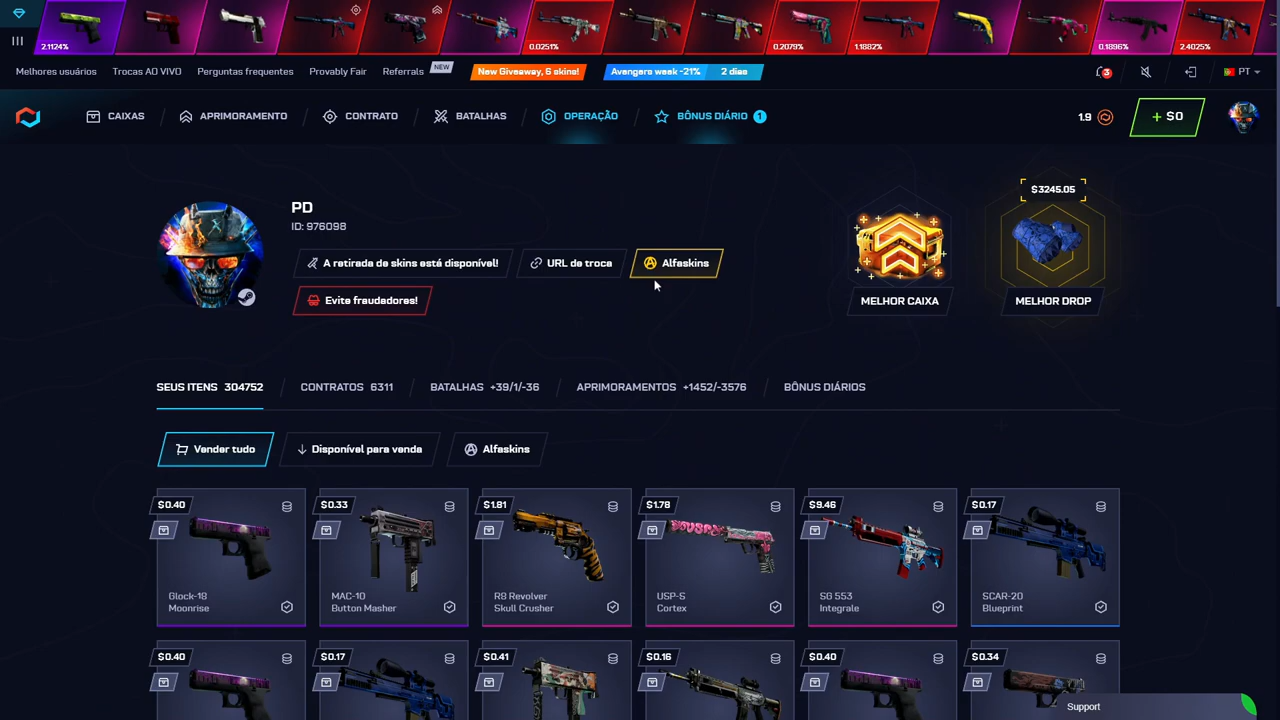 2.1124%
0.0251%
0.2079%
1.1882%
0.1896%
2.4025%
Melhores usuários
Trocas AO VIVO
Perguntas frequentes
Provably Fair
Referrals
NEW
New Giveaway, 6 skins!
Avengers week -21%
2 dias
3
PT
CAIXAS
APRIMORAMENTO
CONTRATO
BATALHAS
OPERAÇÃO
BÔNUS DIÁRIO
1
1.9
+ $0
PD
ID: 976098
A retirada de skins está disponível!
URL de troca
Alfaskins
Evite fraudadores!
MELHOR CAIXA
$3245.05
MELHOR DROP
SEUS ITENS 304752
CONTRATOS 6311
BATALHAS +39/1/-36
APRIMORAMENTOS +1452/-3576
BÔNUS DIÁRIOS
Vender tudo
Disponível para venda
Alfaskins
$0.40
Glock-18
Moonrise
$0.33
MAC-10
Button Masher
$1.81
R8 Revolver
Skull Crusher
$1.78
USP-S
Cortex
$9.46
SG 553
Integrale
$0.17
SCAR-20
Blueprint
$0.40
$0.17
$0.41
$0.16
$0.40
$0.34
Support